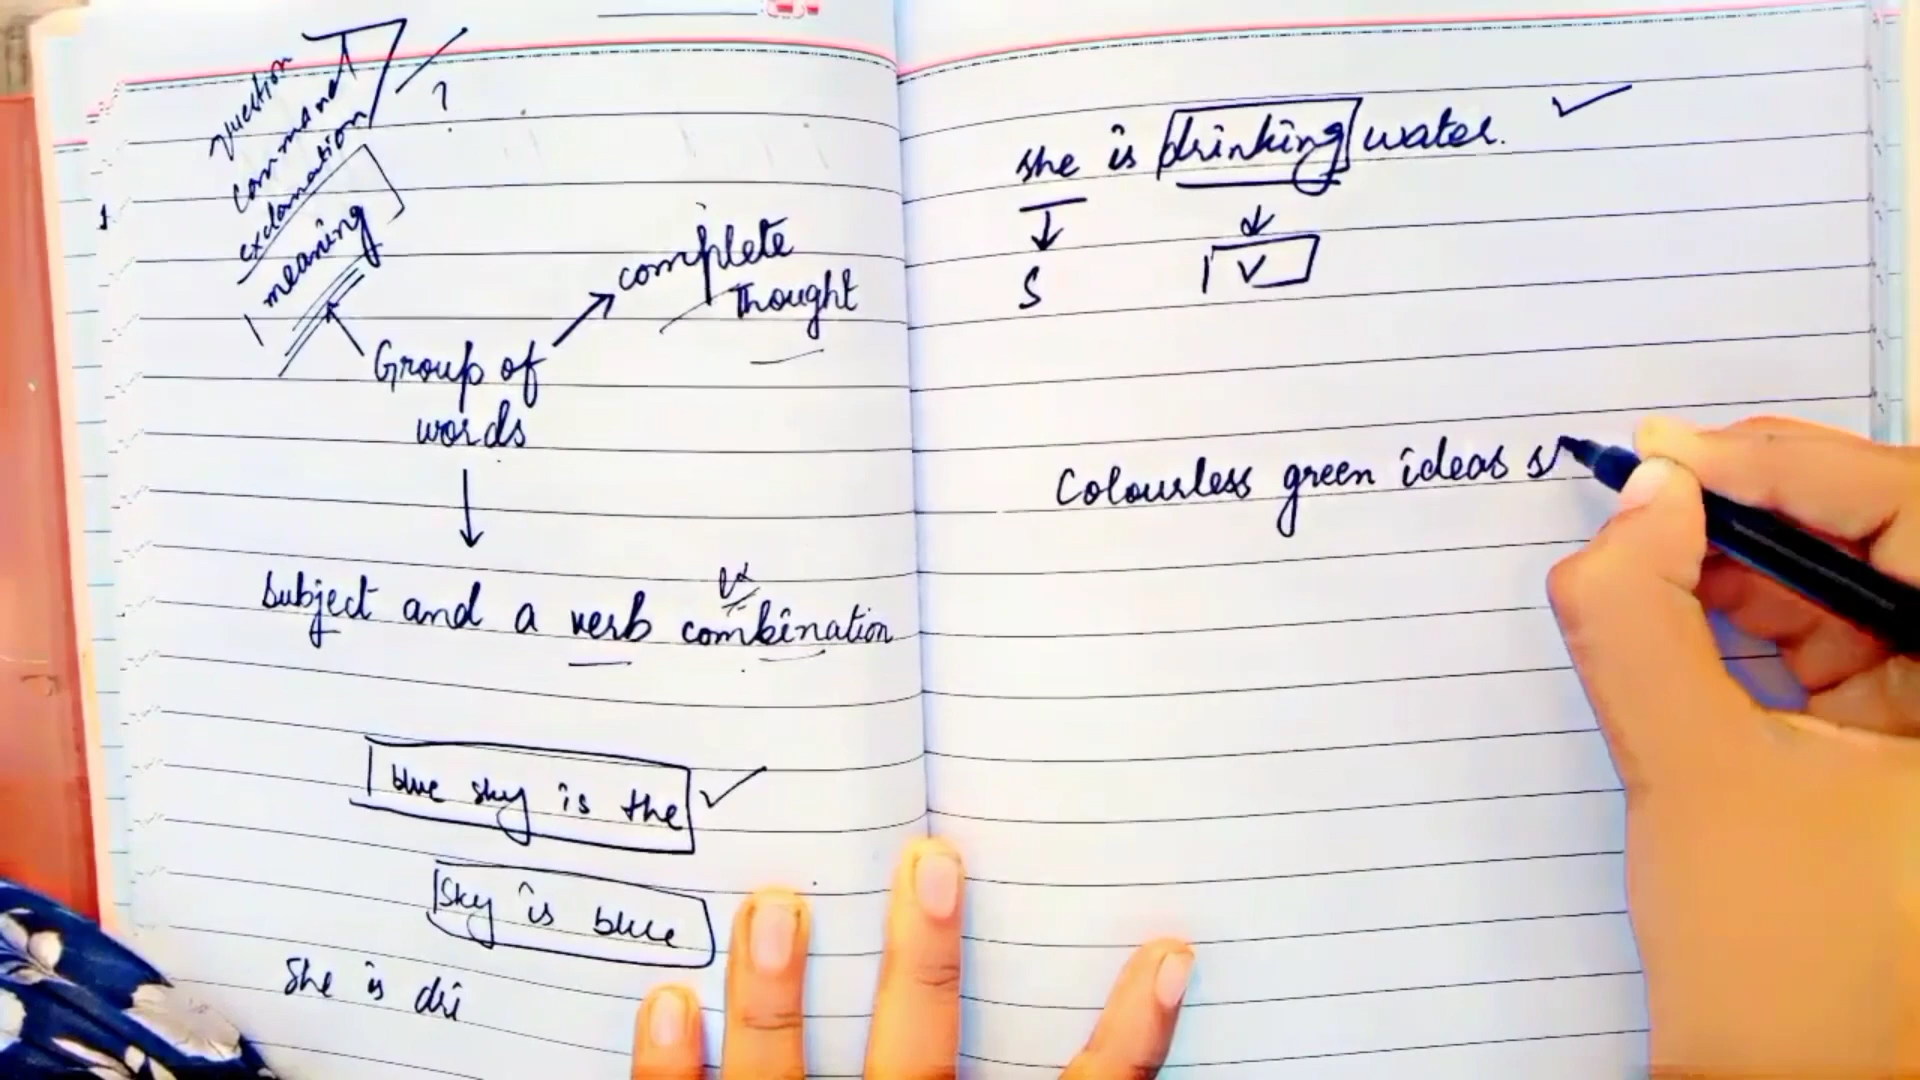 Question
command
exclamation
meaning
?
complete
Thought
Group of
words
Subject and a verb combination
blue sky is the
Sky is blue
She is dri
she is drinking water.
S
V
Colourless green ideas s